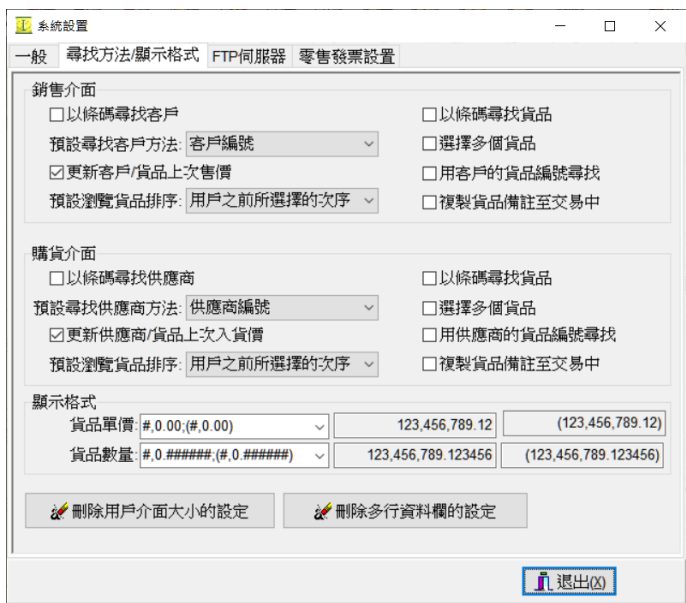 系統設置
一般 尋找方法/顯示格式 FTP伺服器 零售發票設置
銷售介面
以條碼尋找客戶 以條碼尋找貨品
預設尋找客戶方法: 客戶編號 選擇多個貨品
更新客戶/貨品上次售價 用客戶的貨品編號尋找
預設瀏覽貨品排序: 用戶之前所選擇的次序 複製貨品備註至交易中
購貨介面
以條碼尋找供應商 以條碼尋找貨品
預設尋找供應商方法: 供應商編號 選擇多個貨品
更新供應商/貨品上次入貨價 用供應商的貨品編號尋找
預設瀏覽貨品排序: 用戶之前所選擇的次序 複製貨品備註至交易中
顯示格式
貨品單價: #,0.00;(#,0.00) 123,456,789.12 (123,456,789.12)
貨品數量: #,0.######;(#,0.######) 123,456,789.123456 (123,456,789.123456)
刪除用戶介面大小的設定 刪除多行資料欄的設定
退出(X)